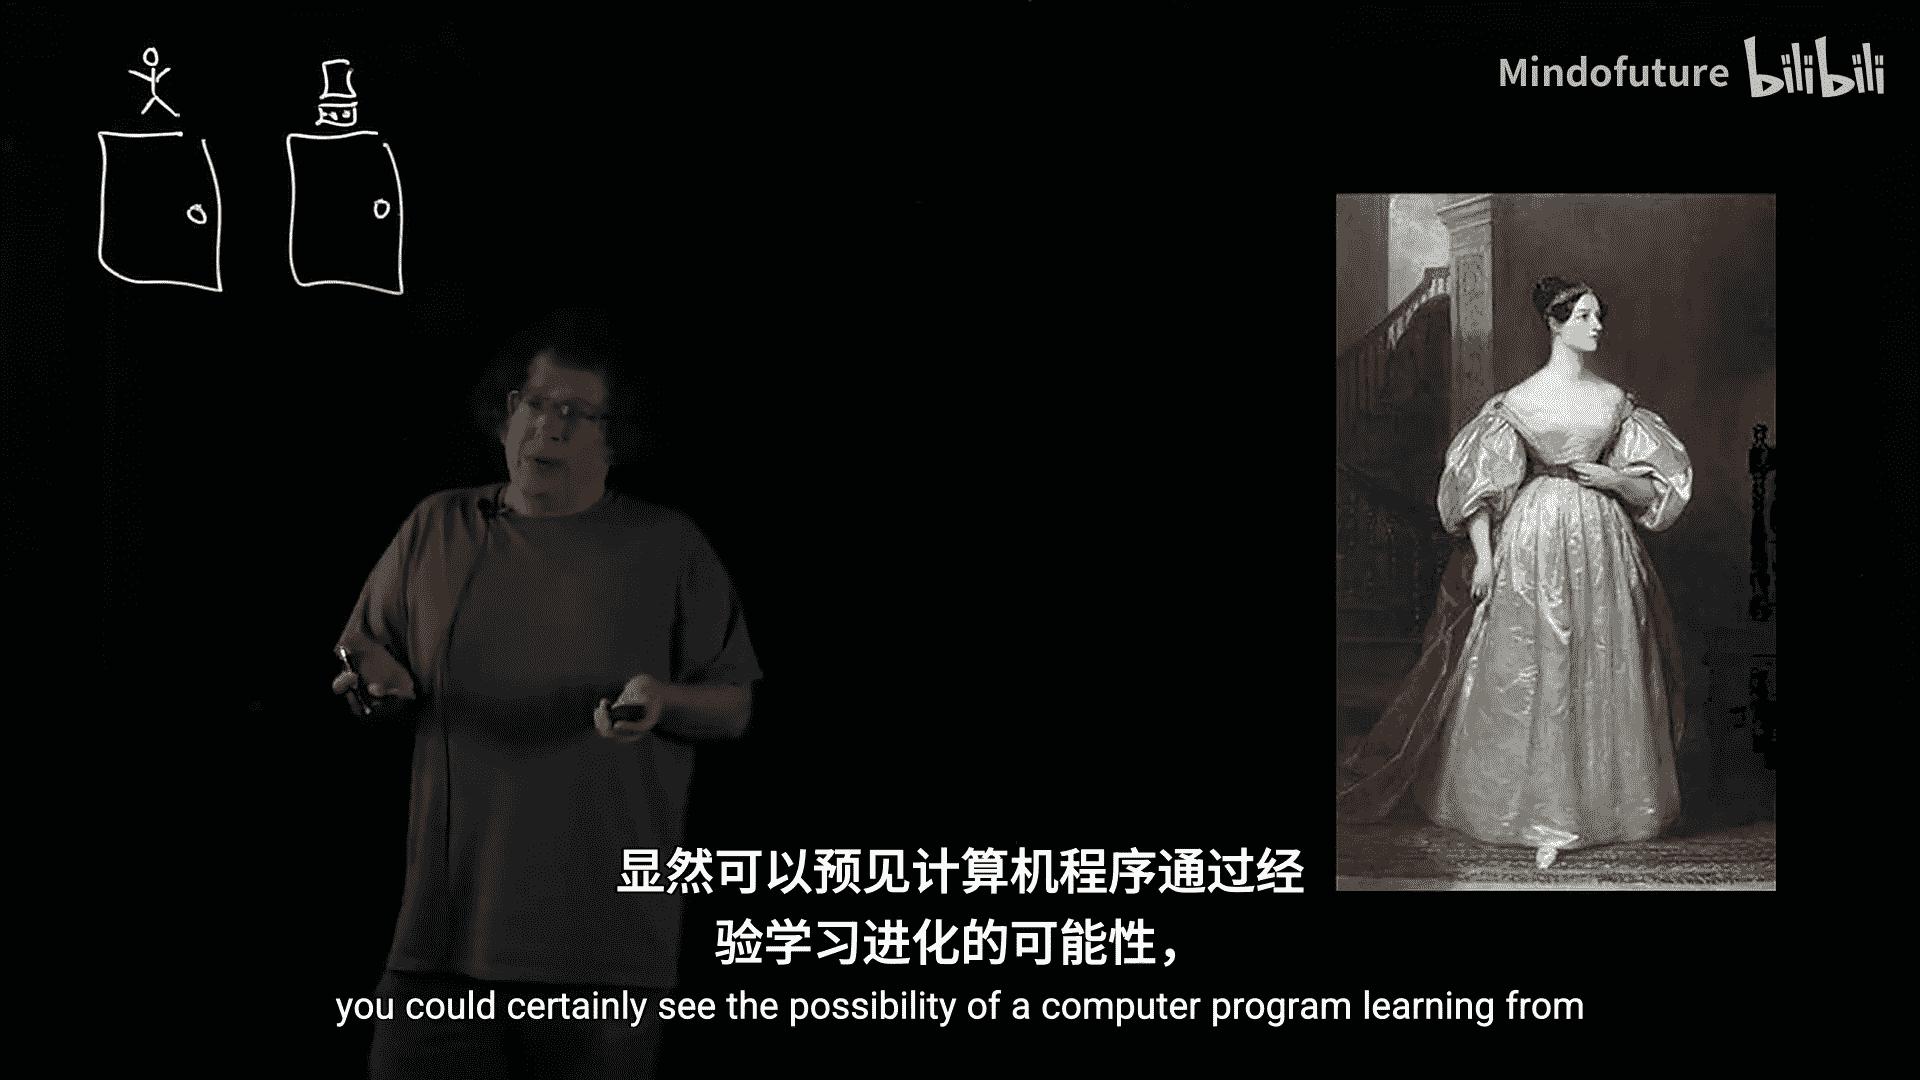 Mindofuture bilibili
显然可以预见计算机程序通过经
验学习进化的可能性，
you could certainly see the possibility of a computer program learning from